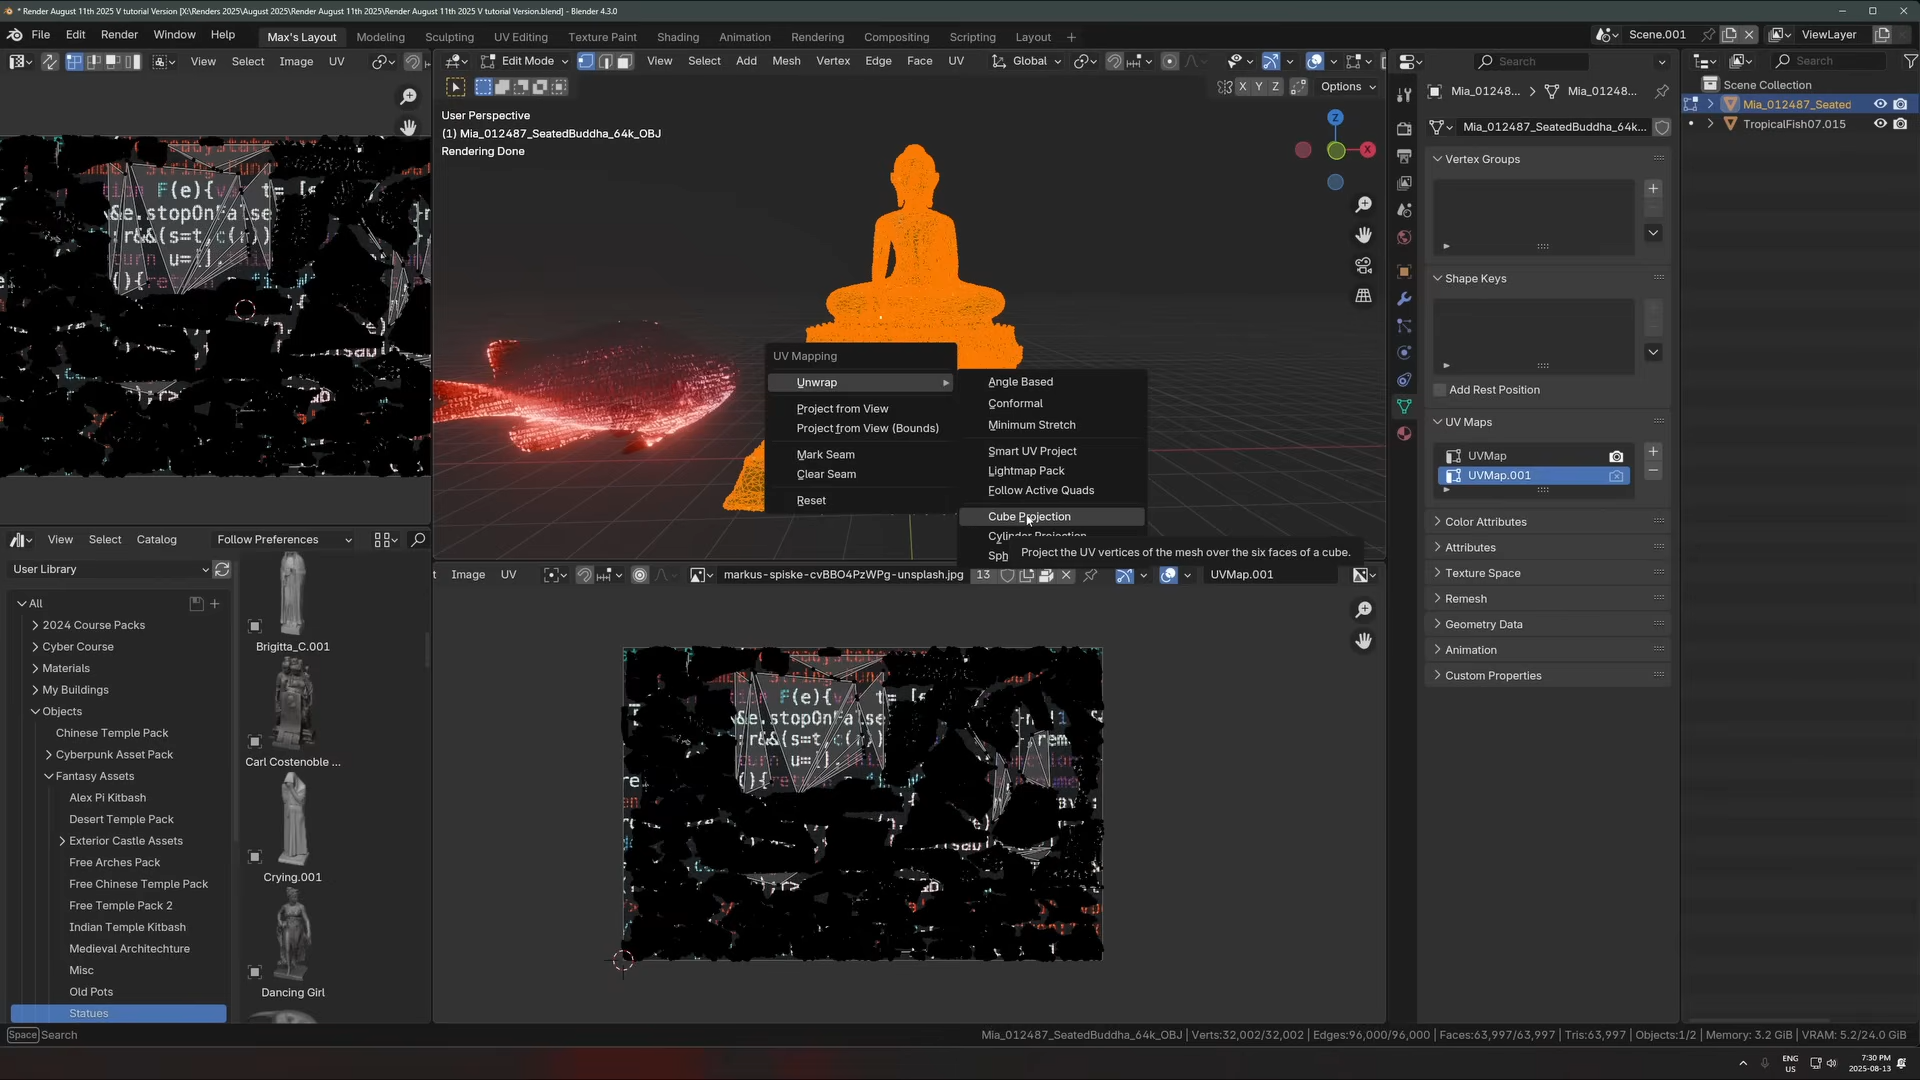 * Render August 11th 2025 V tutorial Version [X:\Renders 2025\August 2025\Render August 11th 2025\Render August 11th 2025 V tutorial Version.blend] - Blender 4.3.0
File Edit Render Window Help Max's Layout Modeling Sculpting UV Editing Texture Paint Shading Animation Rendering Compositing Scripting Layout + Scene.001 ViewLayer
View Select Image UV
Edit Mode View Select Add Mesh Vertex Edge Face UV Global
X Y Z Options
User Perspective
(1) Mia_012487_SeatedBuddha_64k_OBJ
Rendering Done
Z
X
F(e){
t=
&e.stopOnFalse
r&&(s=t.c(n))
u=
UV Mapping
Unwrap
Project from View
Project from View (Bounds)
Mark Seam
Clear Seam
Reset
Angle Based
Conformal
Minimum Stretch
Smart UV Project
Lightmap Pack
Follow Active Quads
Cube Projection
Cylinder Projection
Sph
Project the UV vertices of the mesh over the six faces of a cube.
Image UV markus-spiske-cvBBO4PzWPg-unsplash.jpg 13 UVMap.001
F(e){ t= [
&e.stopOnFalse
r&&(s=t
u=
View Select Catalog Follow Preferences
User Library
All
2024 Course Packs
Cyber Course
Materials
My Buildings
Objects
Chinese Temple Pack
Cyberpunk Asset Pack
Fantasy Assets
Alex Pi Kitbash
Desert Temple Pack
Exterior Castle Assets
Free Arches Pack
Free Chinese Temple Pack
Free Temple Pack 2
Indian Temple Kitbash
Medieval Architechture
Misc
Old Pots
Statues
Brigitta_C.001
Carl Costenoble ...
Crying.001
Dancing Girl
Search
Mia_01248... Mia_01248...
Mia_012487_SeatedBuddha_64k...
Vertex Groups
Shape Keys
Add Rest Position
UV Maps
UVMap
UVMap.001
Color Attributes
Attributes
Texture Space
Remesh
Geometry Data
Animation
Custom Properties
Search
Scene Collection
Mia_012487_Seated
TropicalFish07.015
Space Search
Mia_012487_SeatedBuddha_64k_OBJ | Verts:32,002/32,002 | Edges:96,000/96,000 | Faces:63,997/63,997 | Tris:63,997 | Objects:1/2 | Memory: 3.2 GiB | VRAM: 5.2/24.0 GiB
ENG
US
7:30 PM
2025-08-13